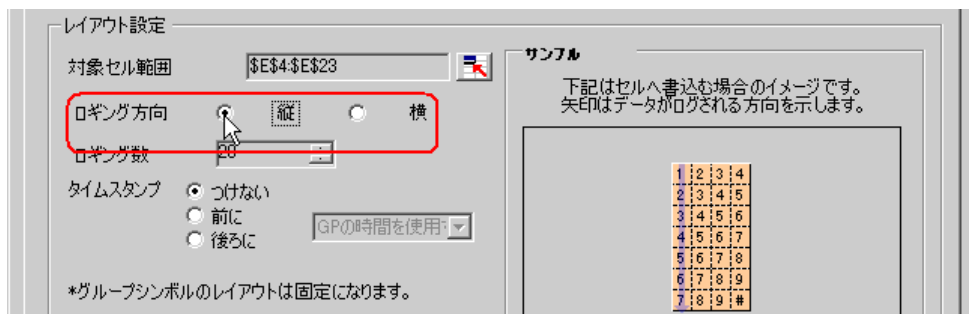 レイアウト設定
対象セル範囲 $E$4:$E$23
ロギング方向 縦 横
ロギング数 20
タイムスタンプ つけない
前に
後ろに
GPの時間を使用
*グループシンボルのレイアウトは固定になります。
サンプル
下記はセルへ書込む場合のイメージです。
矢印はデータがログされる方向を示します。
1 2 3 4
2 3 4 5
3 4 5 6
4 5 6 7
5 6 7 8
6 7 8 9
7 8 9 #